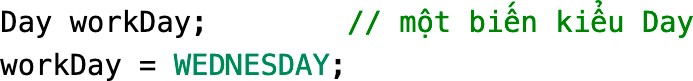 Day workDay;         // một biến kiểu Day
workDay = WEDNESDAY;